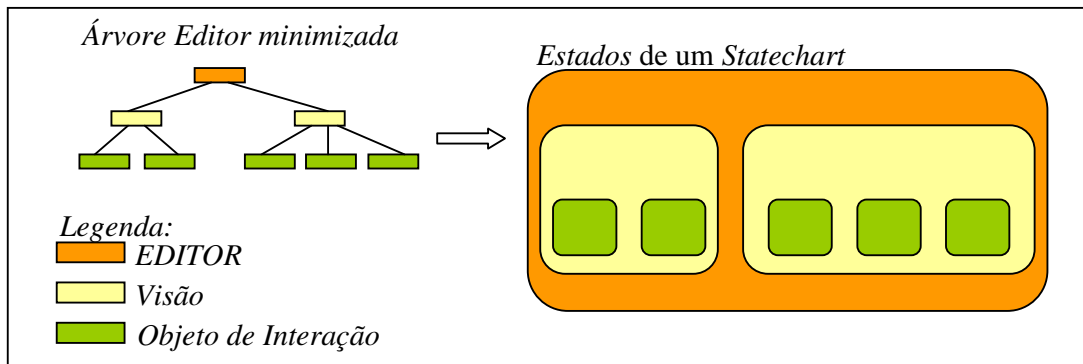 Árvore Editor minimizada
Estados de um Statechart
Legenda:
EDITOR
Visão
Objeto de Interação